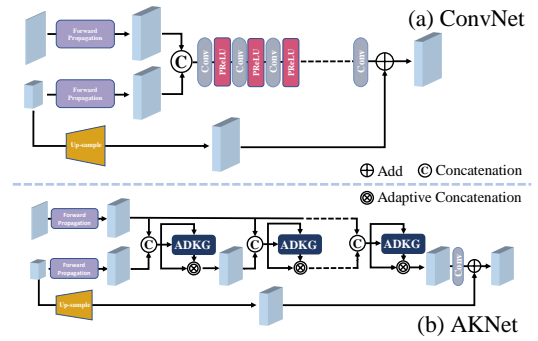 (a) ConvNet
Forward
Propagation
C
Conv
PReLU
Conv
PReLU
Conv
PReLU
Conv
Forward
Propagation
Up-sample
Add
C Concatenation
Adaptive Concatenation
Forward
Propagation
C
ADKG
C
ADKG
C
ADKG
Forward
Propagation
Conv
Up-sample
(b) AKNet